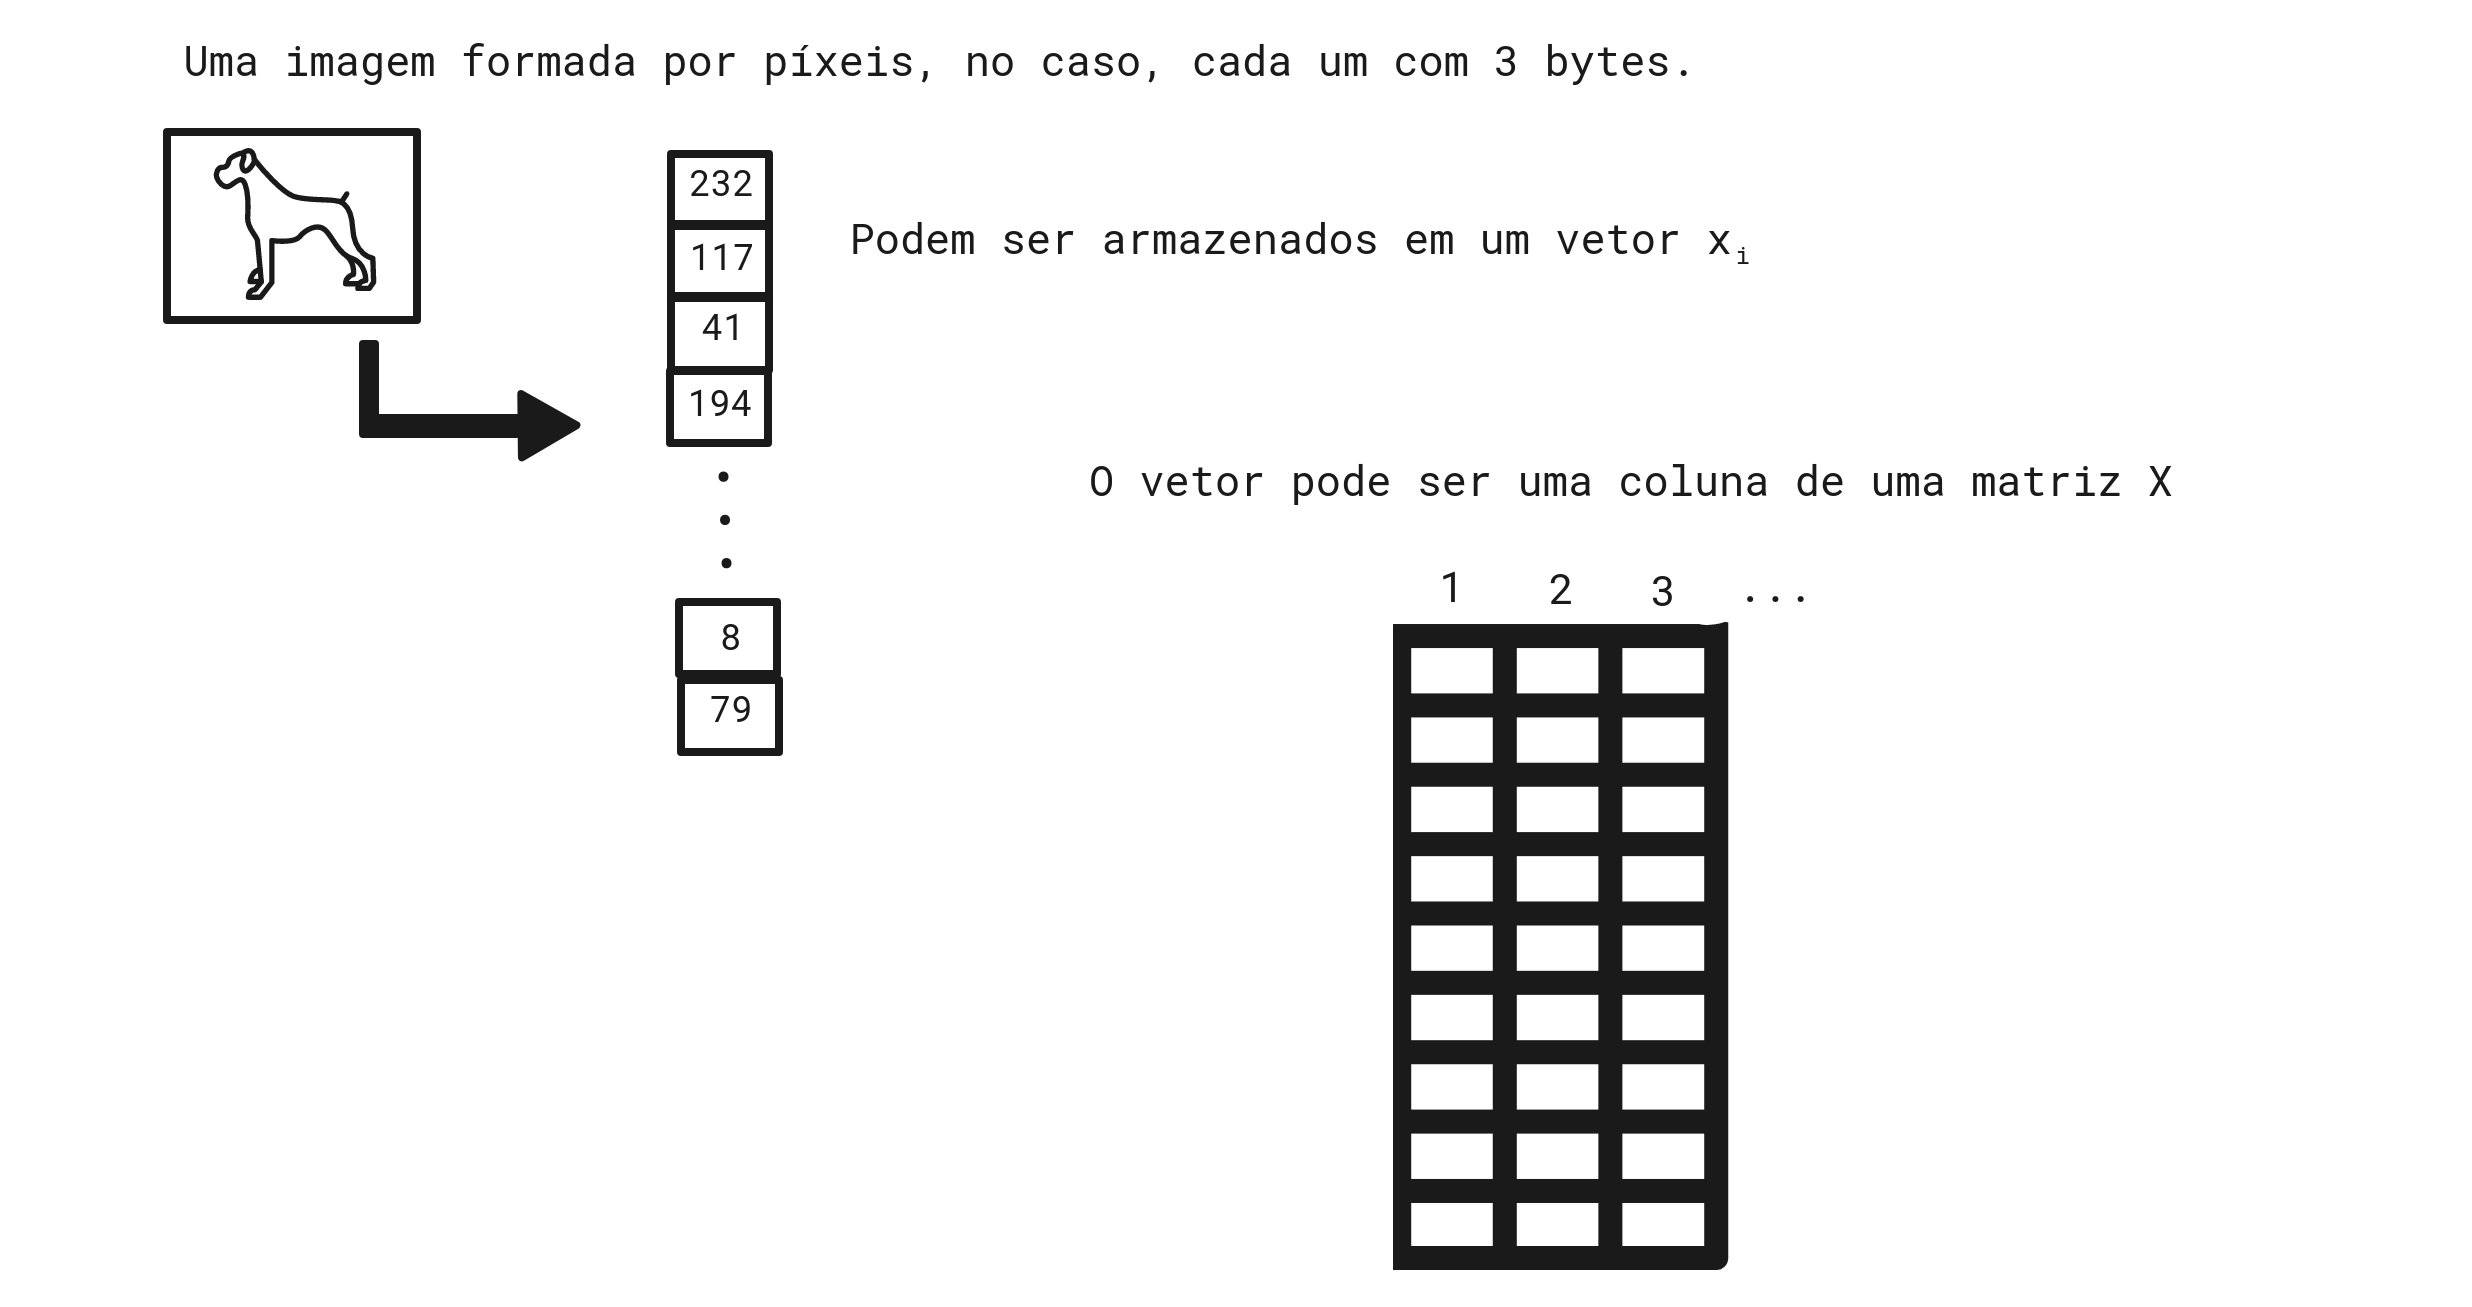 Uma imagem formada por píxeis, no caso, cada um com 3 bytes.
232
117
41
194
.
.
.
8
79
Podem ser armazenados em um vetor xᵢ
O vetor pode ser uma coluna de uma matriz X
1 2 3 ...